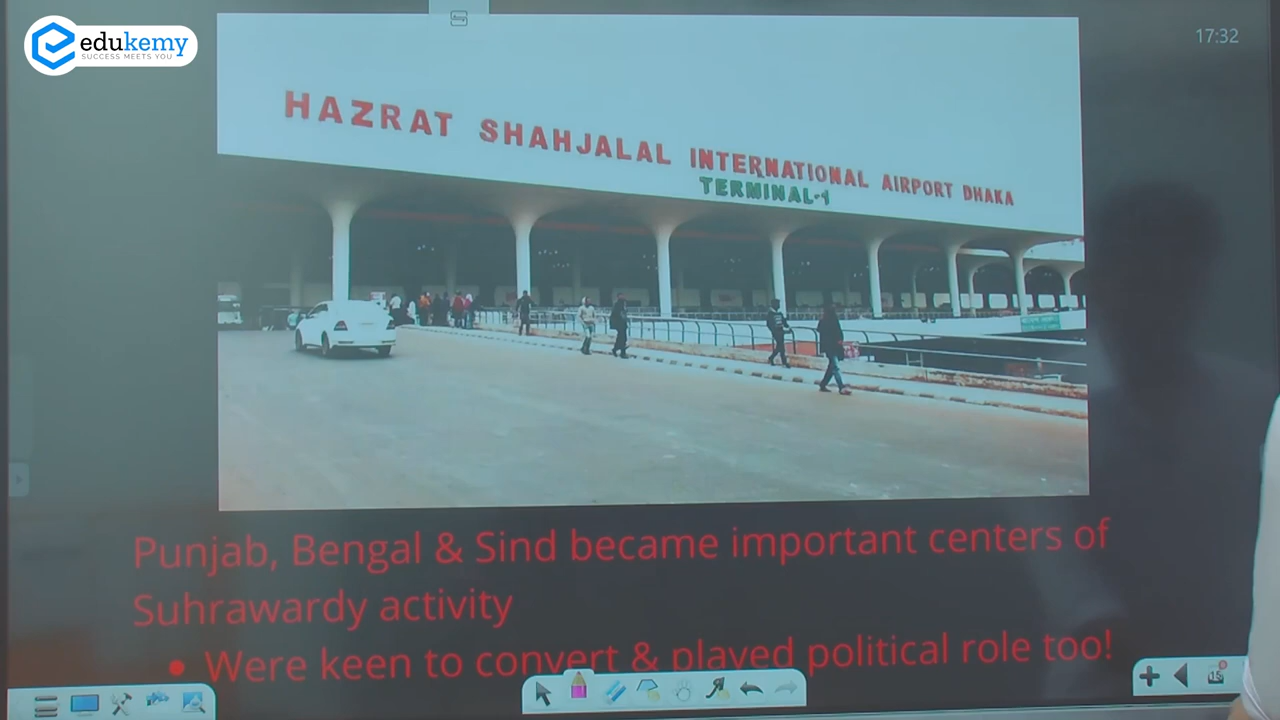 edukemy
SUCCESS MEETS YOU
17:32
HAZRAT SHAHJALAL INTERNATIONAL AIRPORT DHAKA
TERMINAL-1
Punjab, Bengal & Sind became important centers of
Suhrawardy activity
• Were keen to convert & played political role too!